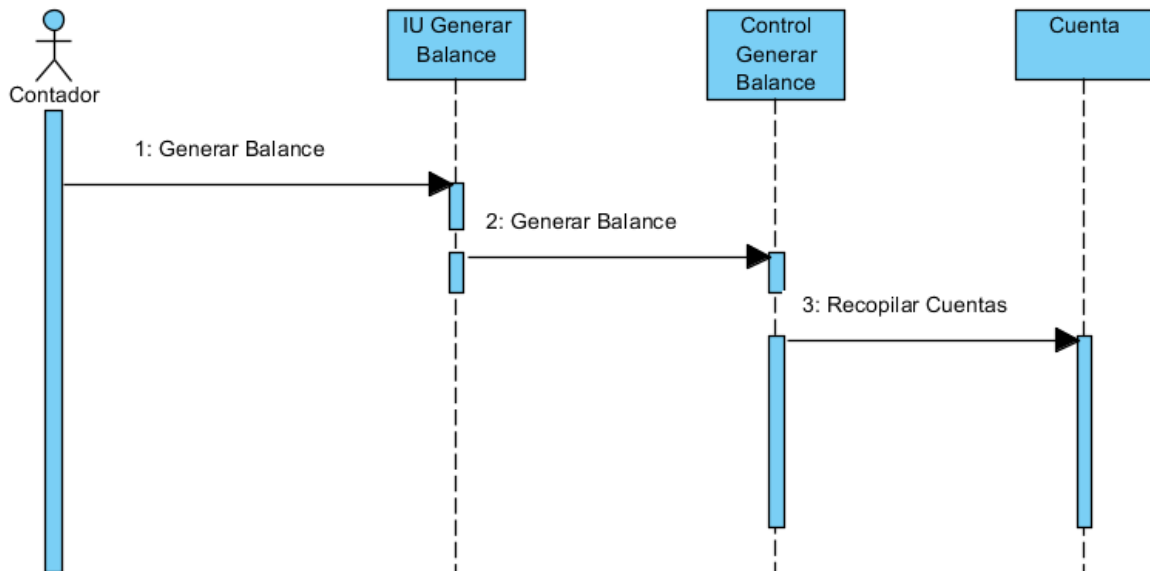 IU Generar
Balance
Control
Generar
Balance
Cuenta
Contador
1: Generar Balance
2: Generar Balance
3: Recopilar Cuentas